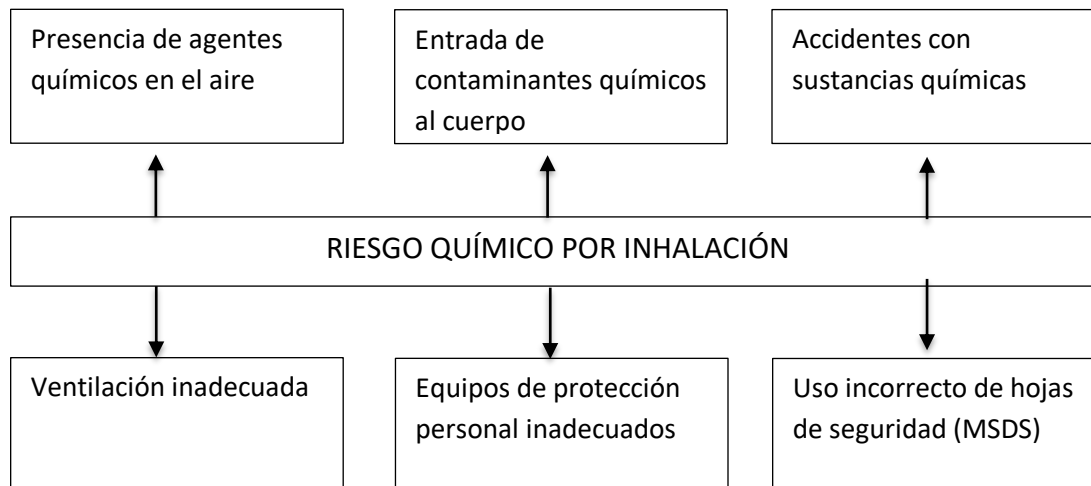 Presencia de agentes
químicos en el aire
Entrada de
contaminantes químicos
al cuerpo
Accidentes con
sustancias químicas
RIESGO QUÍMICO POR INHALACIÓN
Ventilación inadecuada
Equipos de protección
personal inadecuados
Uso incorrecto de hojas
de seguridad (MSDS)